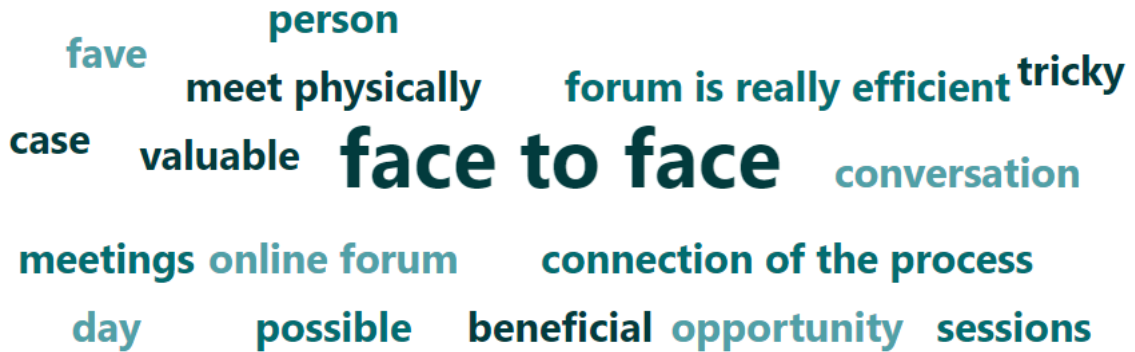 person
fave
meet physically forum is really efficient tricky
case valuable face to face conversation
meetings online forum connection of the process
day possible beneficial opportunity sessions